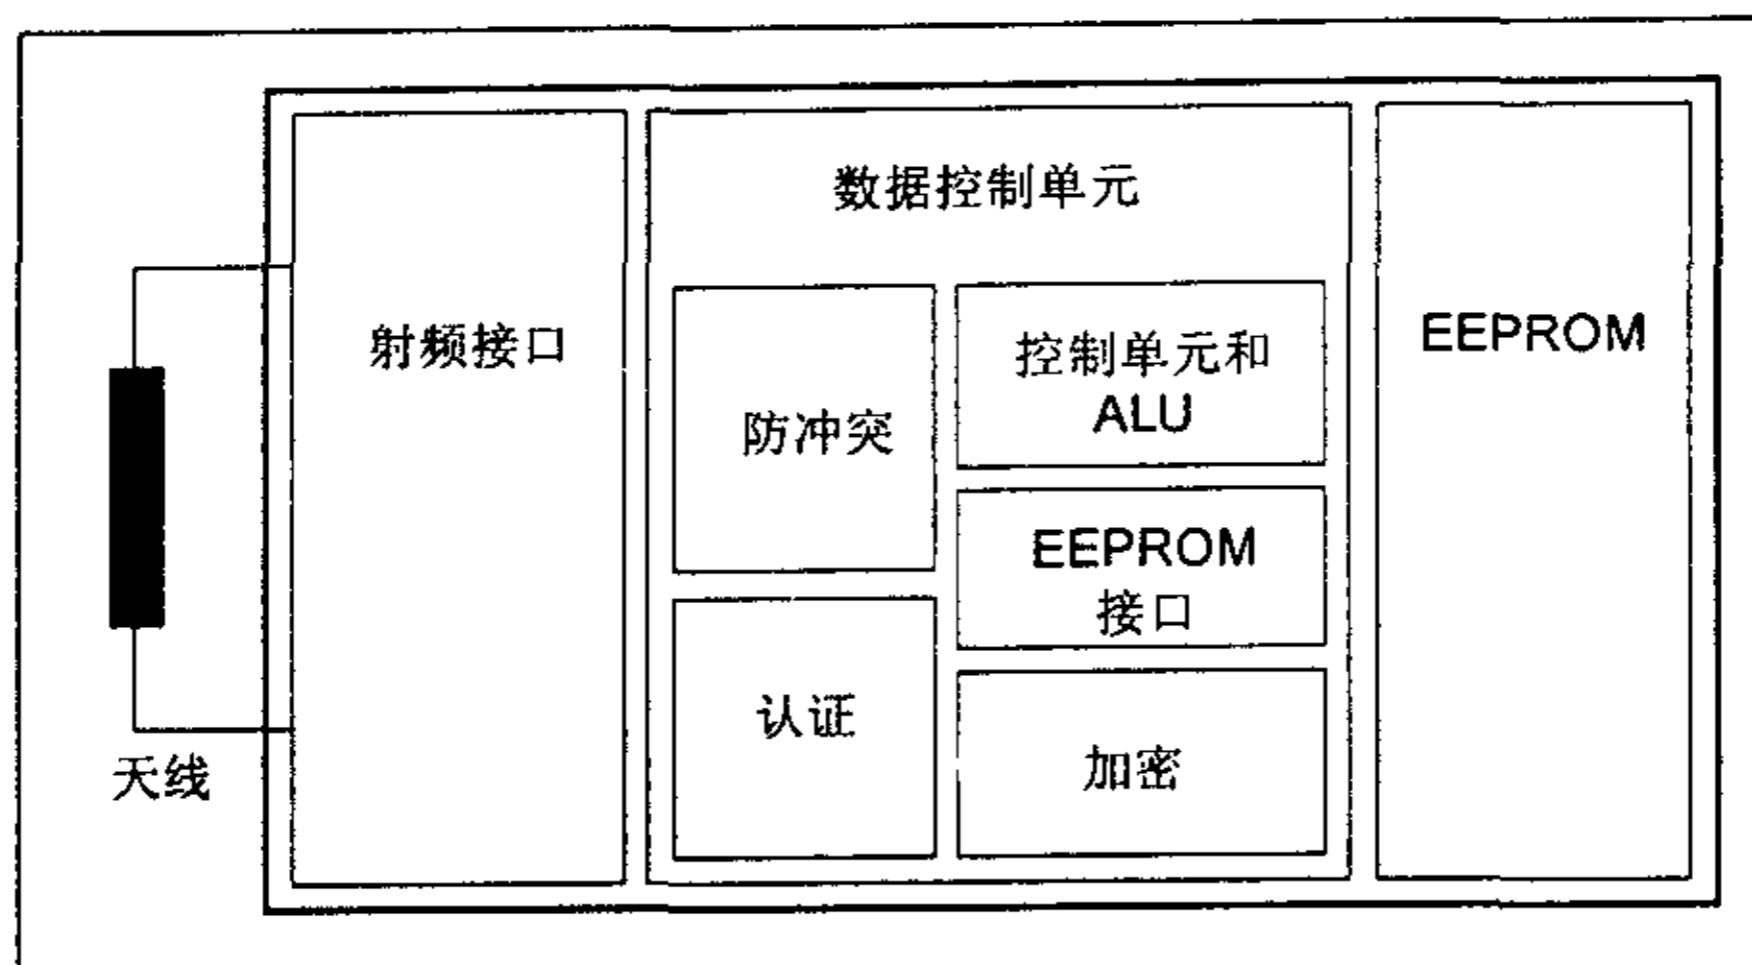 数据控制单元
射频接口
防冲突
控制单元和
ALU
EEPROM
接口
认证
加密
EEPROM
天线